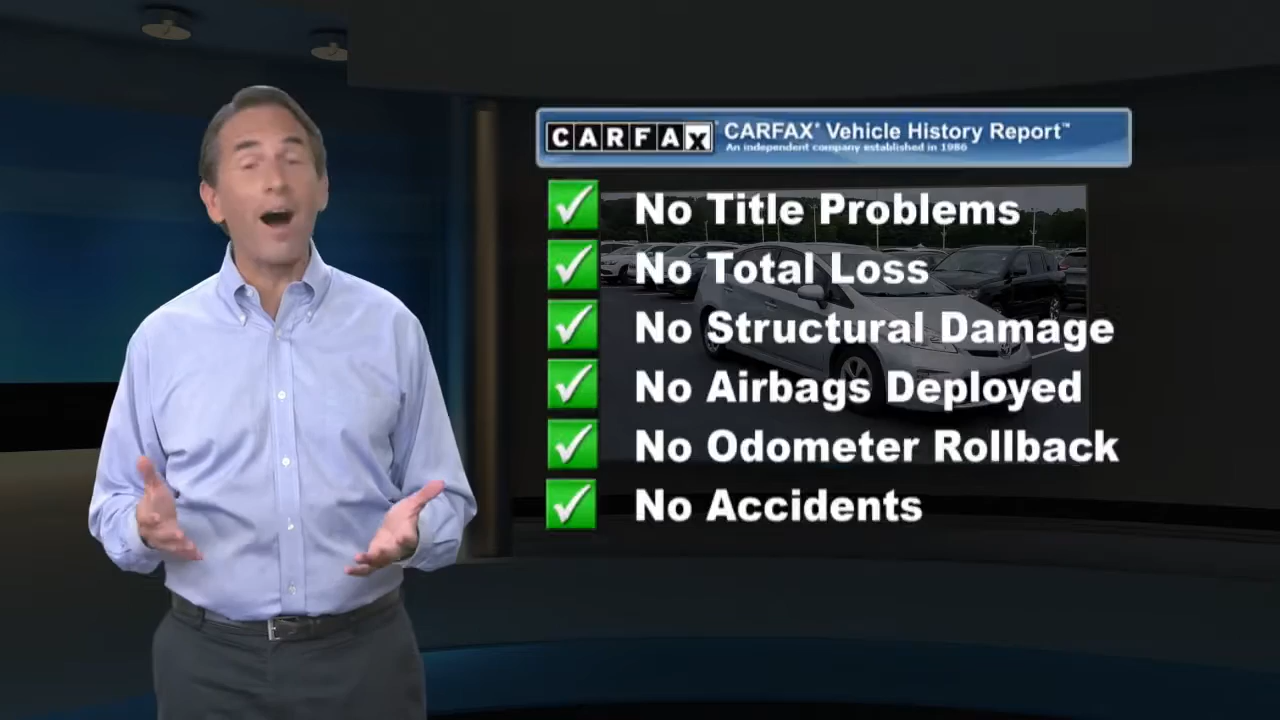 CARFAX® CARFAX® Vehicle History Report™
An independent company established in 1986
No Title Problems
No Total Loss
No Structural Damage
No Airbags Deployed
No Odometer Rollback
No Accidents